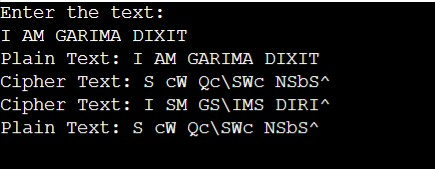 Enter the text:
I AM GARIMA DIXIT
Plain Text: I AM GARIMA DIXIT
Cipher Text: S cW Qc\SWc NSbS^
Cipher Text: I SM GS\IMS DIRI^
Plain Text: S cW Qc\SWc NSbS^